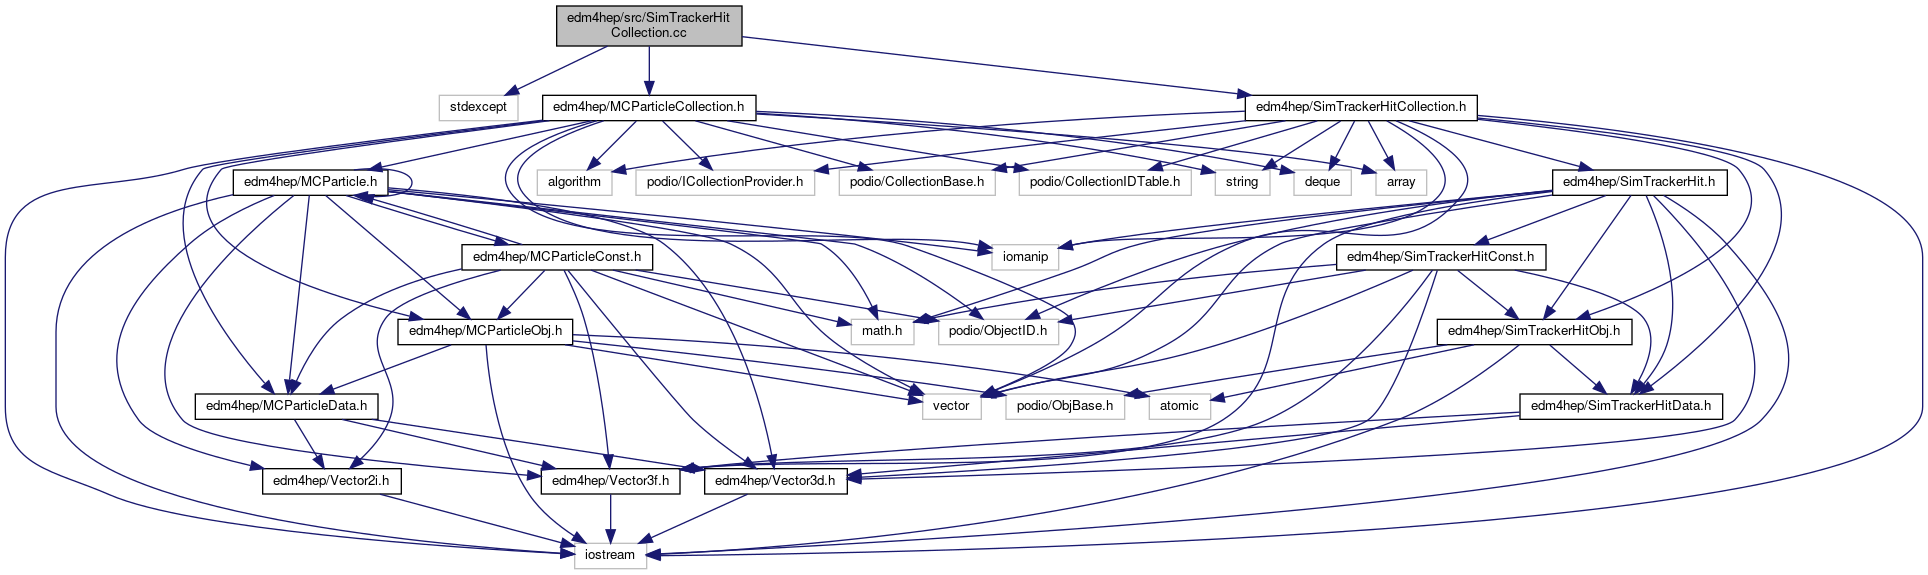 edm4hep/src/SimTrackerHit
Collection.cc
stdexcept
edm4hep/MCParticleCollection.h
edm4hep/SimTrackerHitCollection.h
edm4hep/MCParticle.h
algorithm
podio/ICollectionProvider.h
podio/CollectionBase.h
podio/CollectionIDTable.h
string
deque
array
edm4hep/SimTrackerHit.h
edm4hep/MCParticleConst.h
iomanip
edm4hep/SimTrackerHitConst.h
edm4hep/MCParticleObj.h
math.h
podio/ObjectID.h
edm4hep/SimTrackerHitObj.h
edm4hep/MCParticleData.h
vector
podio/ObjBase.h
atomic
edm4hep/SimTrackerHitData.h
edm4hep/Vector2i.h
edm4hep/Vector3f.h
edm4hep/Vector3d.h
iostream